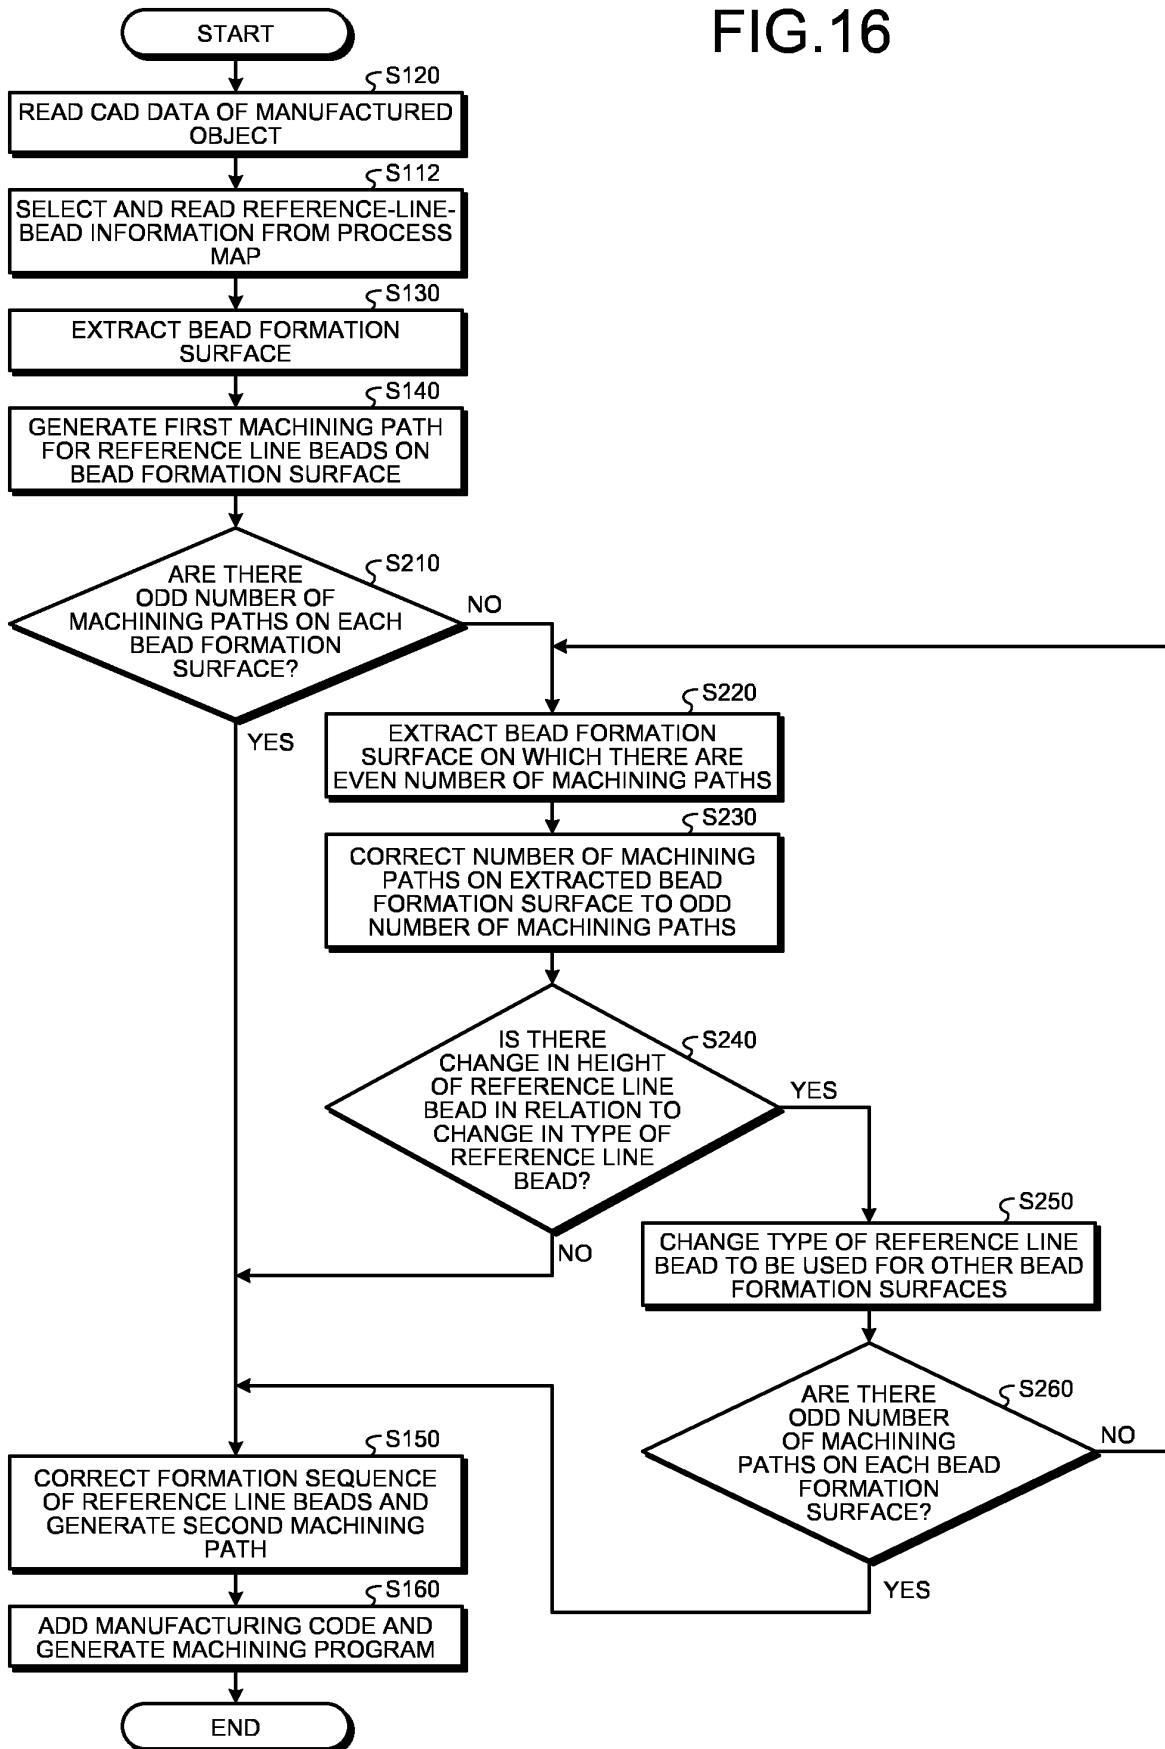 FIG.16
START
S120
READ CAD DATA OF MANUFACTURED
OBJECT
S112
SELECT AND READ REFERENCE-LINE-
BEAD INFORMATION FROM PROCESS
MAP
S130
EXTRACT BEAD FORMATION
SURFACE
S140
GENERATE FIRST MACHINING PATH
FOR REFERENCE LINE BEADS ON
BEAD FORMATION SURFACE
S210
ARE THERE
ODD NUMBER OF
MACHINING PATHS ON EACH
BEAD FORMATION
SURFACE?
NO
YES
S220
EXTRACT BEAD FORMATION
SURFACE ON WHICH THERE ARE
EVEN NUMBER OF MACHINING PATHS
S230
CORRECT NUMBER OF MACHINING
PATHS ON EXTRACTED BEAD
FORMATION SURFACE TO ODD
NUMBER OF MACHINING PATHS
S240
IS THERE
CHANGE IN HEIGHT
OF REFERENCE LINE
BEAD IN RELATION TO
CHANGE IN TYPE OF
REFERENCE LINE
BEAD?
YES
NO
S250
CHANGE TYPE OF REFERENCE LINE
BEAD TO BE USED FOR OTHER BEAD
FORMATION SURFACES
S260
ARE THERE
ODD NUMBER
OF MACHINING
PATHS ON EACH BEAD
FORMATION
SURFACE?
NO
YES
S150
CORRECT FORMATION SEQUENCE
OF REFERENCE LINE BEADS AND
GENERATE SECOND MACHINING
PATH
S160
ADD MANUFACTURING CODE AND
GENERATE MACHINING PROGRAM
END